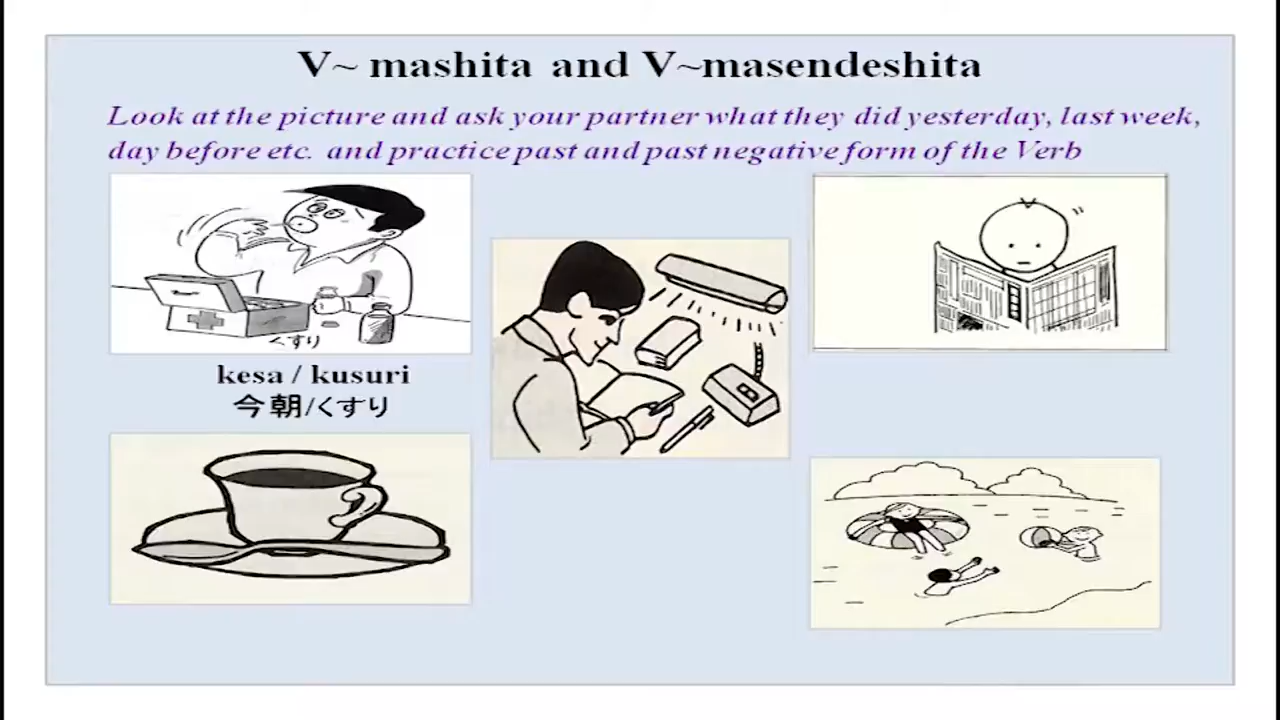 V~ mashita and V~masendeshita
Look at the picture and ask your partner what they did yesterday, last week,
day before etc. and practice past and past negative form of the Verb
くすり
kesa / kusuri
今朝/くすり